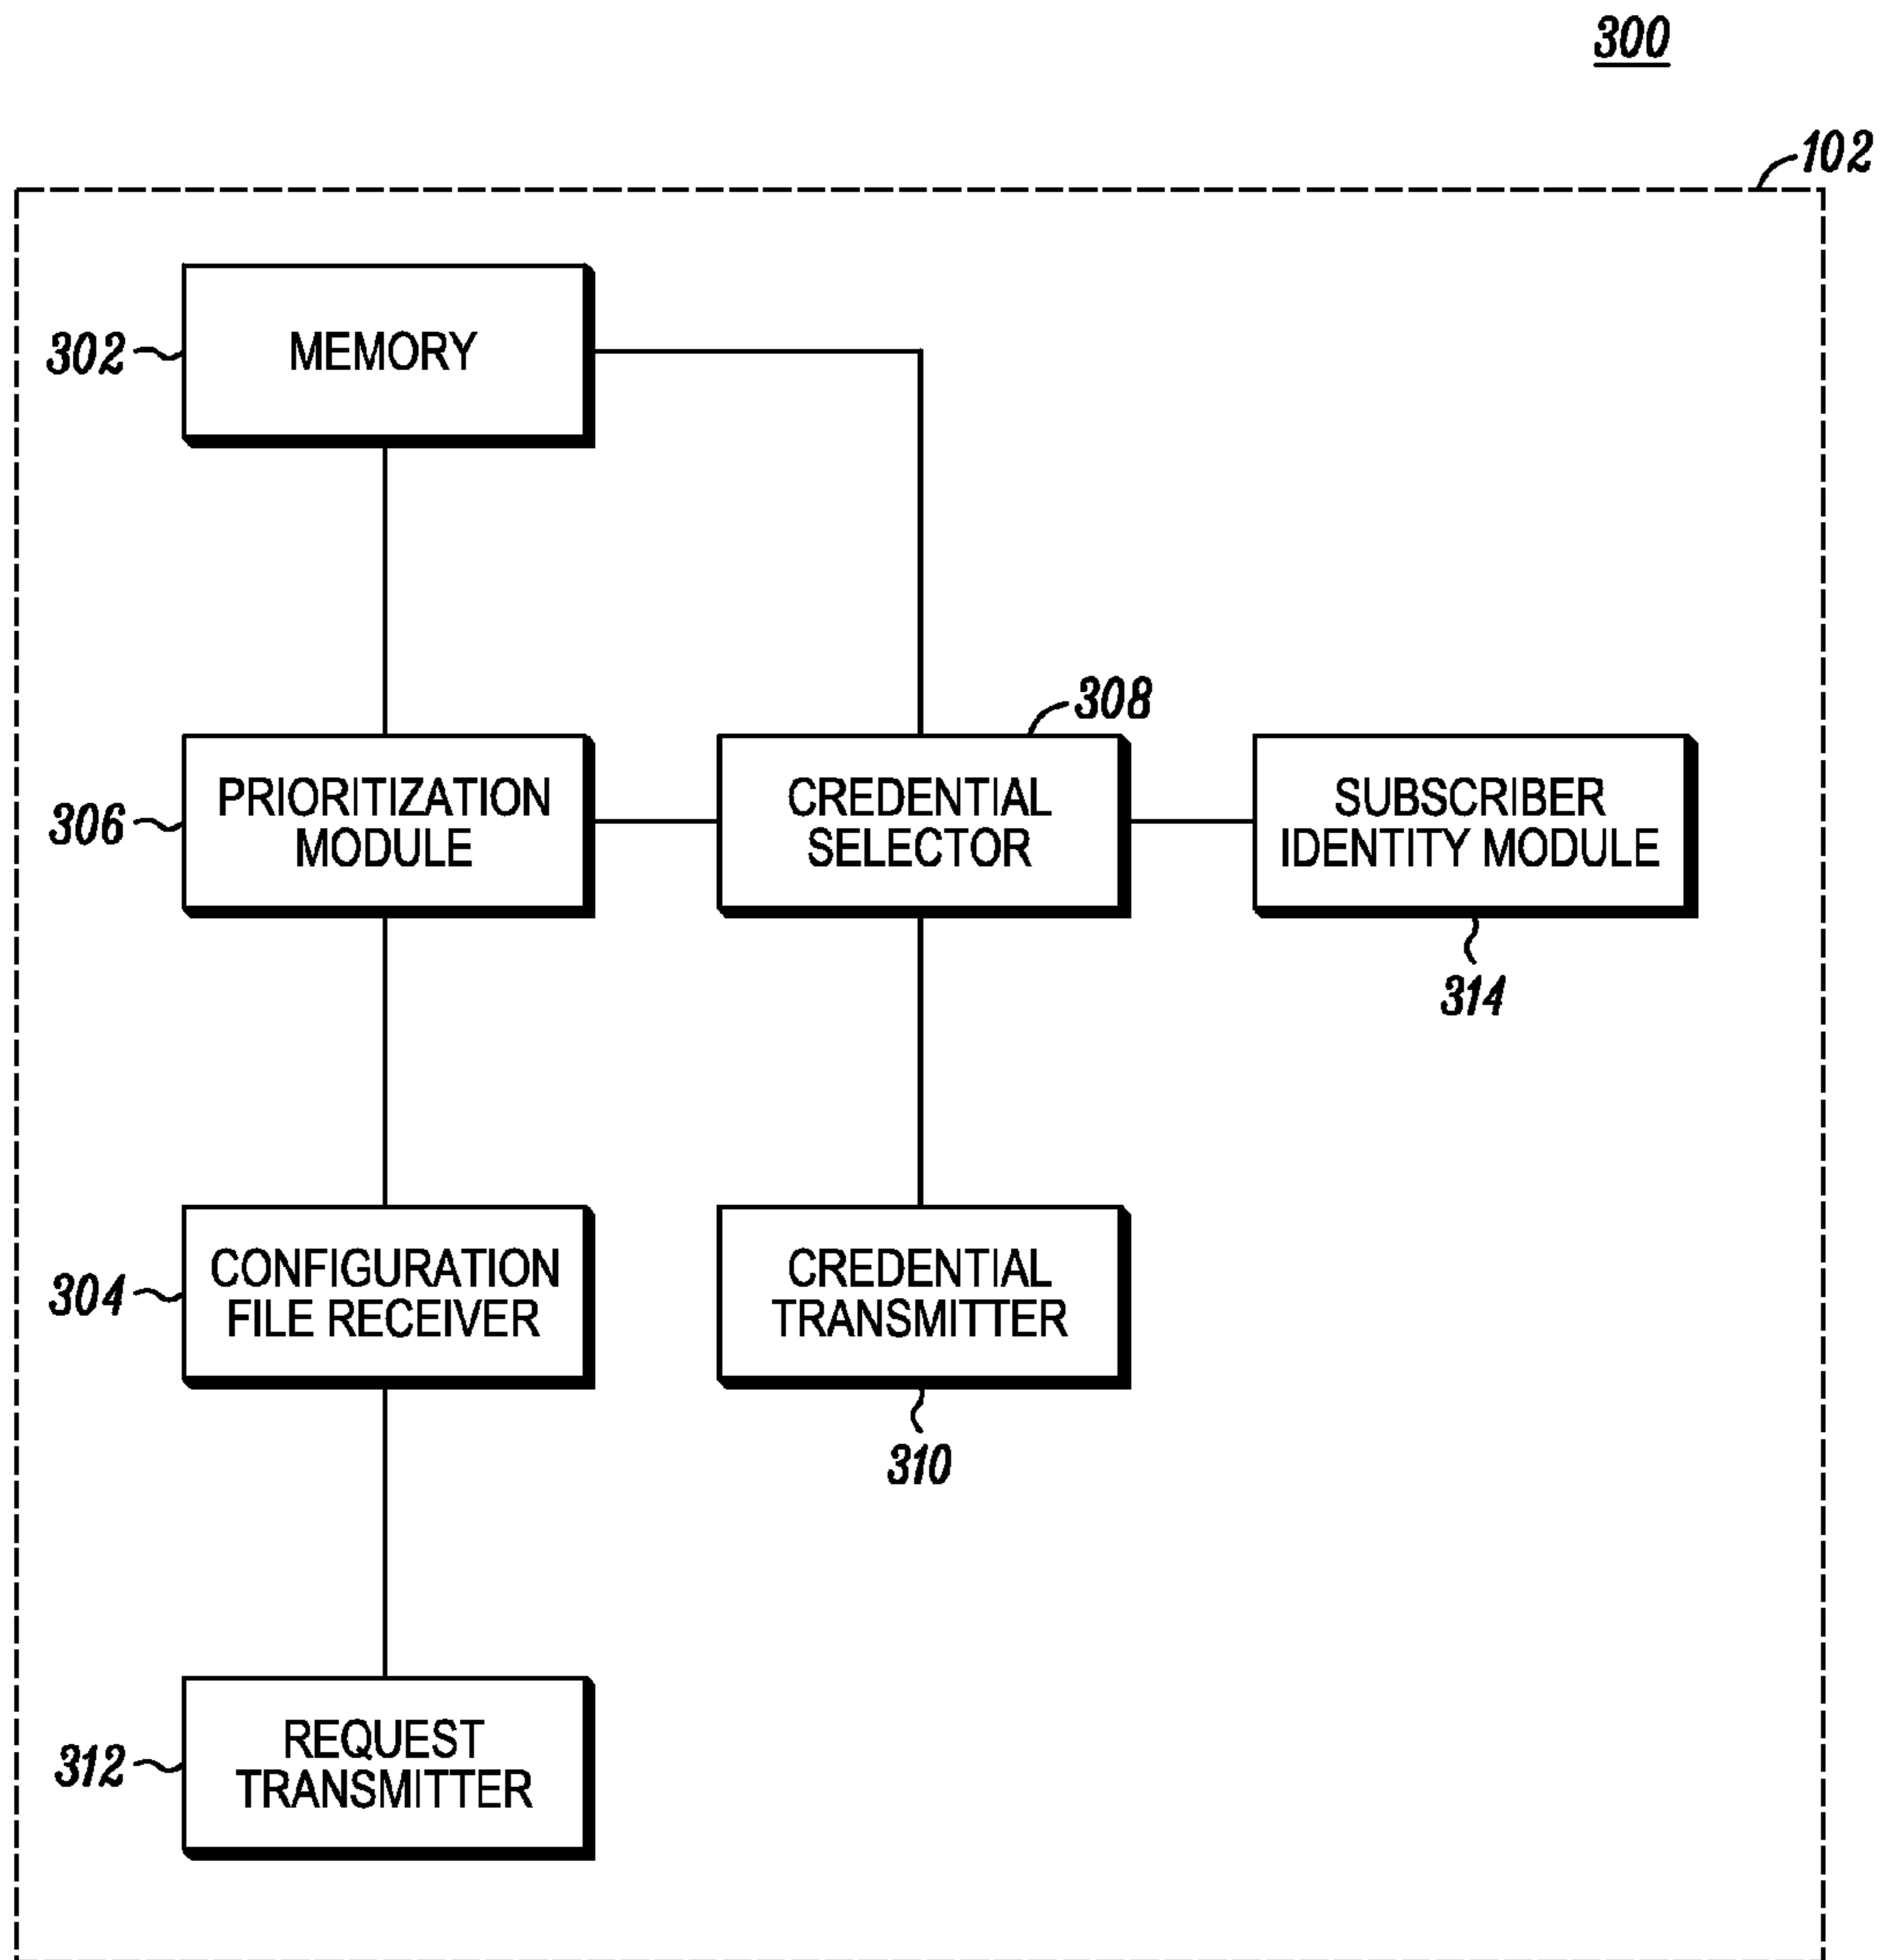 300
102
302
MEMORY
308
306
PRIORITIZATION
MODULE
CREDENTIAL
SELECTOR
SUBSCRIBER
IDENTITY MODULE
314
304
CONFIGURATION
FILE RECEIVER
CREDENTIAL
TRANSMITTER
310
312
REQUEST
TRANSMITTER